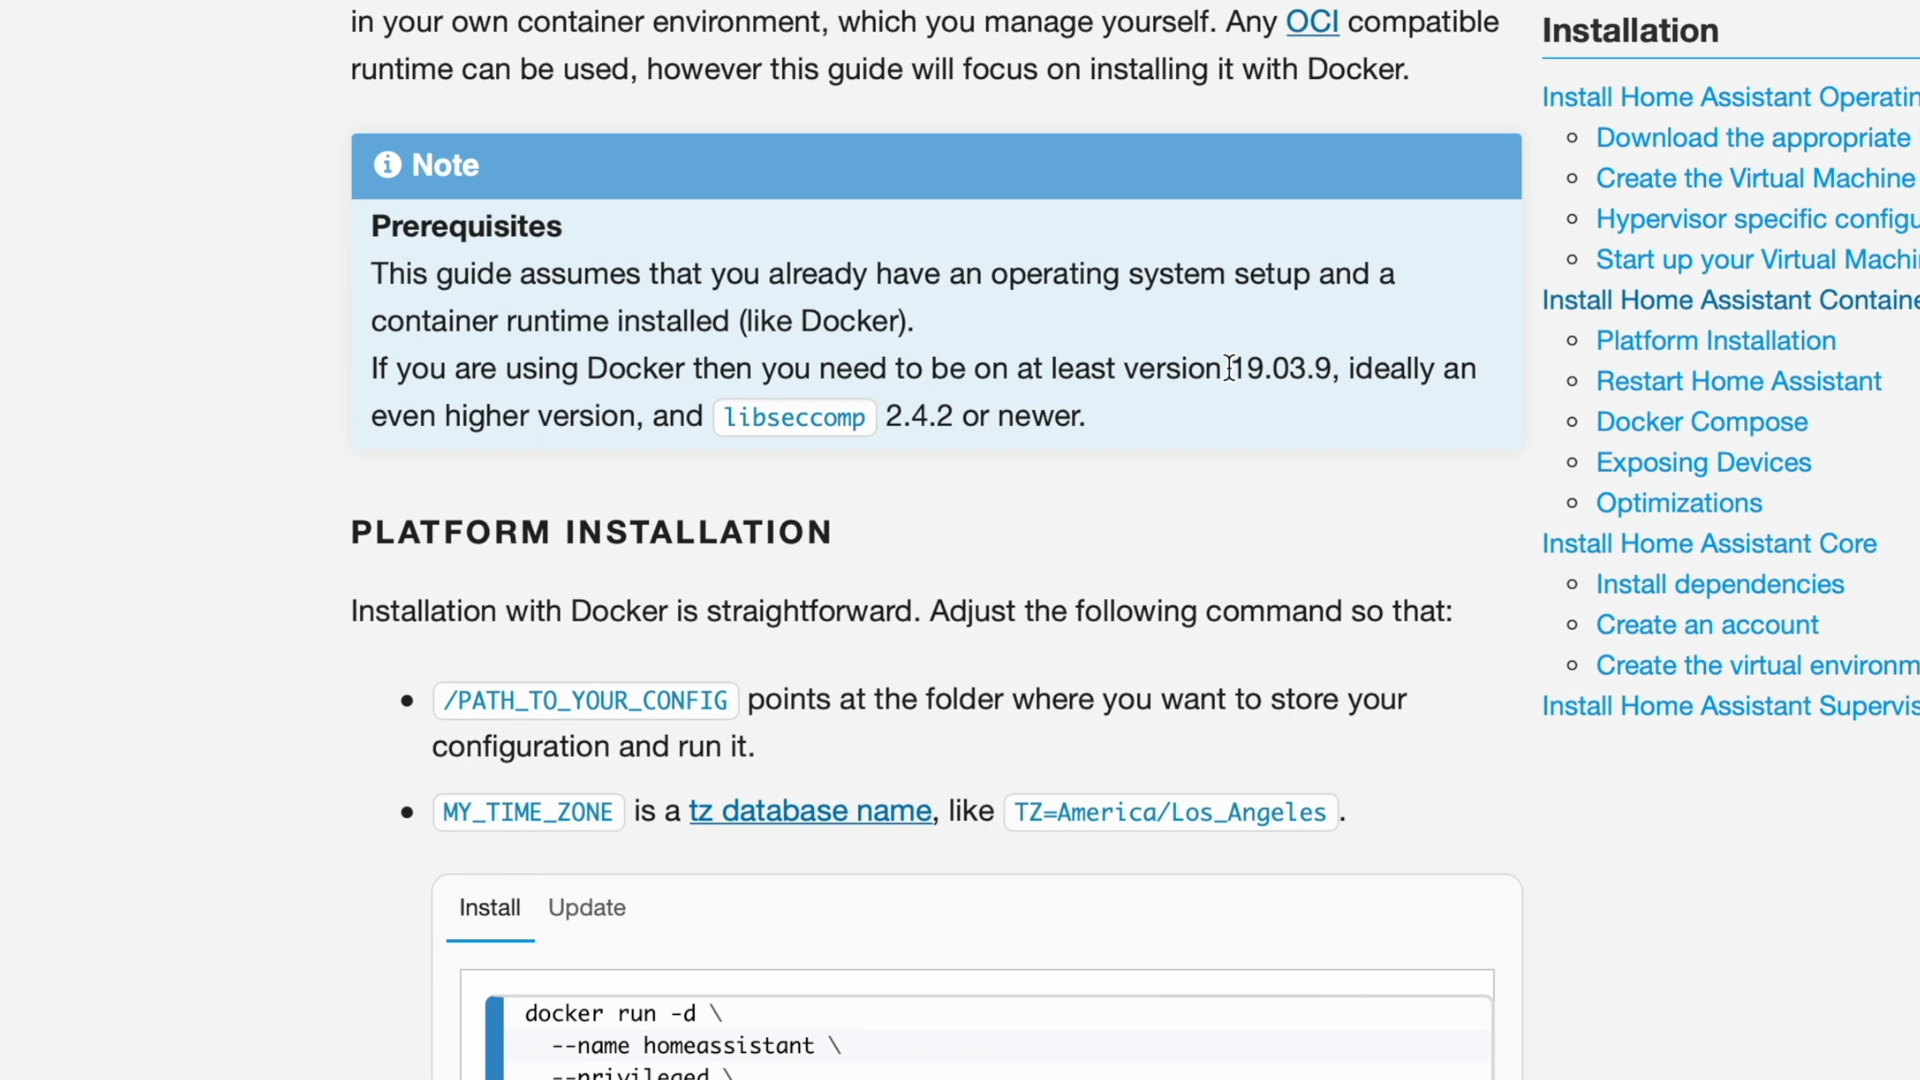 in your own container environment, which you manage yourself. Any OCI compatible
runtime can be used, however this guide will focus on installing it with Docker.
Note
Prerequisites
This guide assumes that you already have an operating system setup and a
container runtime installed (like Docker).
If you are using Docker then you need to be on at least version 19.03.9, ideally an
even higher version, and libseccomp 2.4.2 or newer.
PLATFORM INSTALLATION
Installation with Docker is straightforward. Adjust the following command so that:
/PATH_TO_YOUR_CONFIG points at the folder where you want to store your
configuration and run it.
MY_TIME_ZONE is a tz database name, like TZ=America/Los_Angeles.
Install Update
docker run -d \
--name homeassistant \
--privileged \
Installation
Install Home Assistant Operatin
Download the appropriate
Create the Virtual Machine
Hypervisor specific configu
Start up your Virtual Machi
Install Home Assistant Containe
Platform Installation
Restart Home Assistant
Docker Compose
Exposing Devices
Optimizations
Install Home Assistant Core
Install dependencies
Create an account
Create the virtual environm
Install Home Assistant Supervis